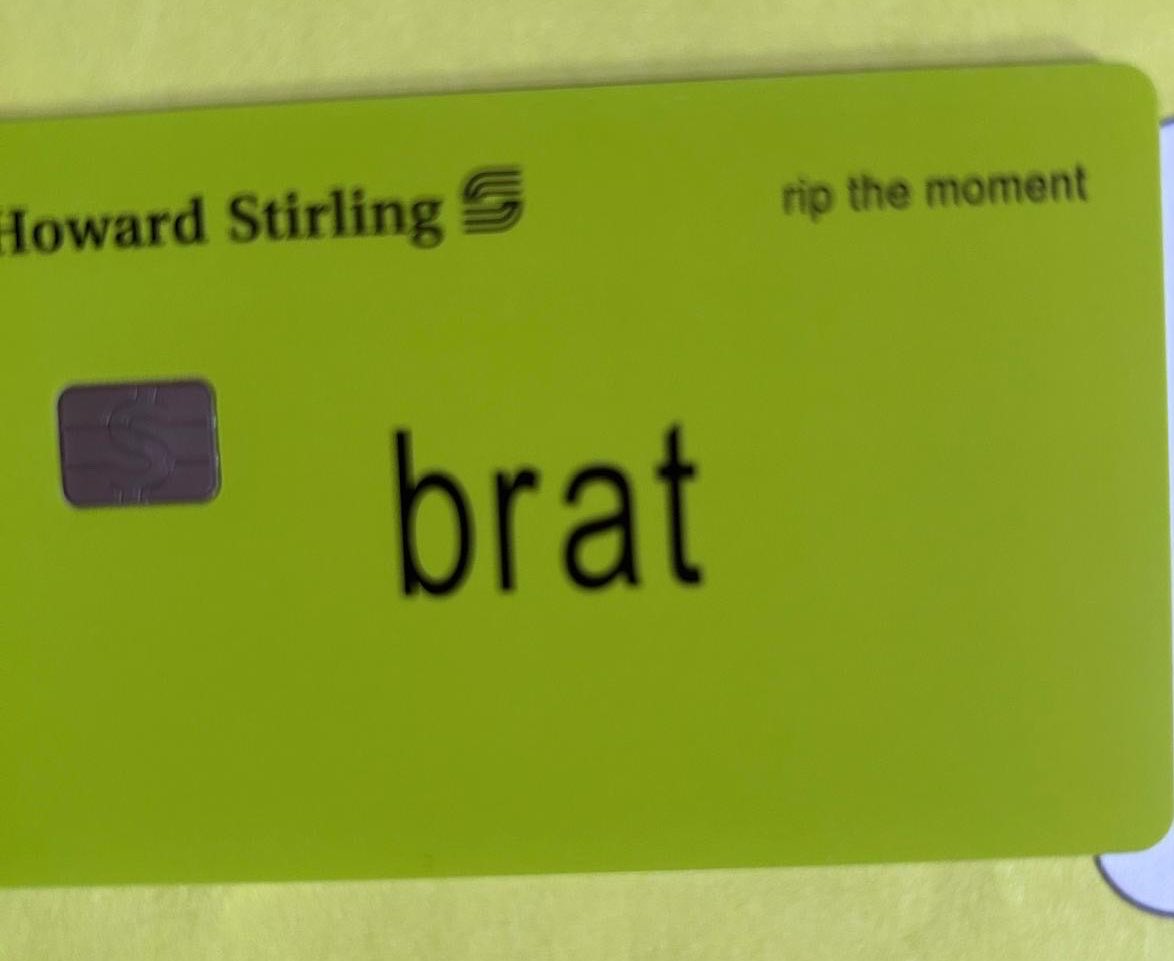 Howard Stirling
rip the moment
brat